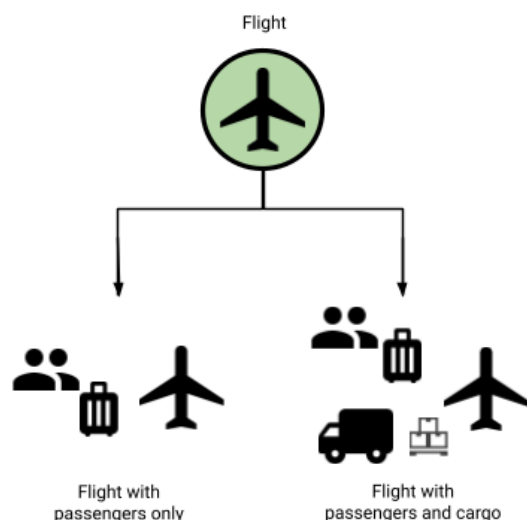 Flight
Flight with
passengers only
Flight with
passengers and cargo